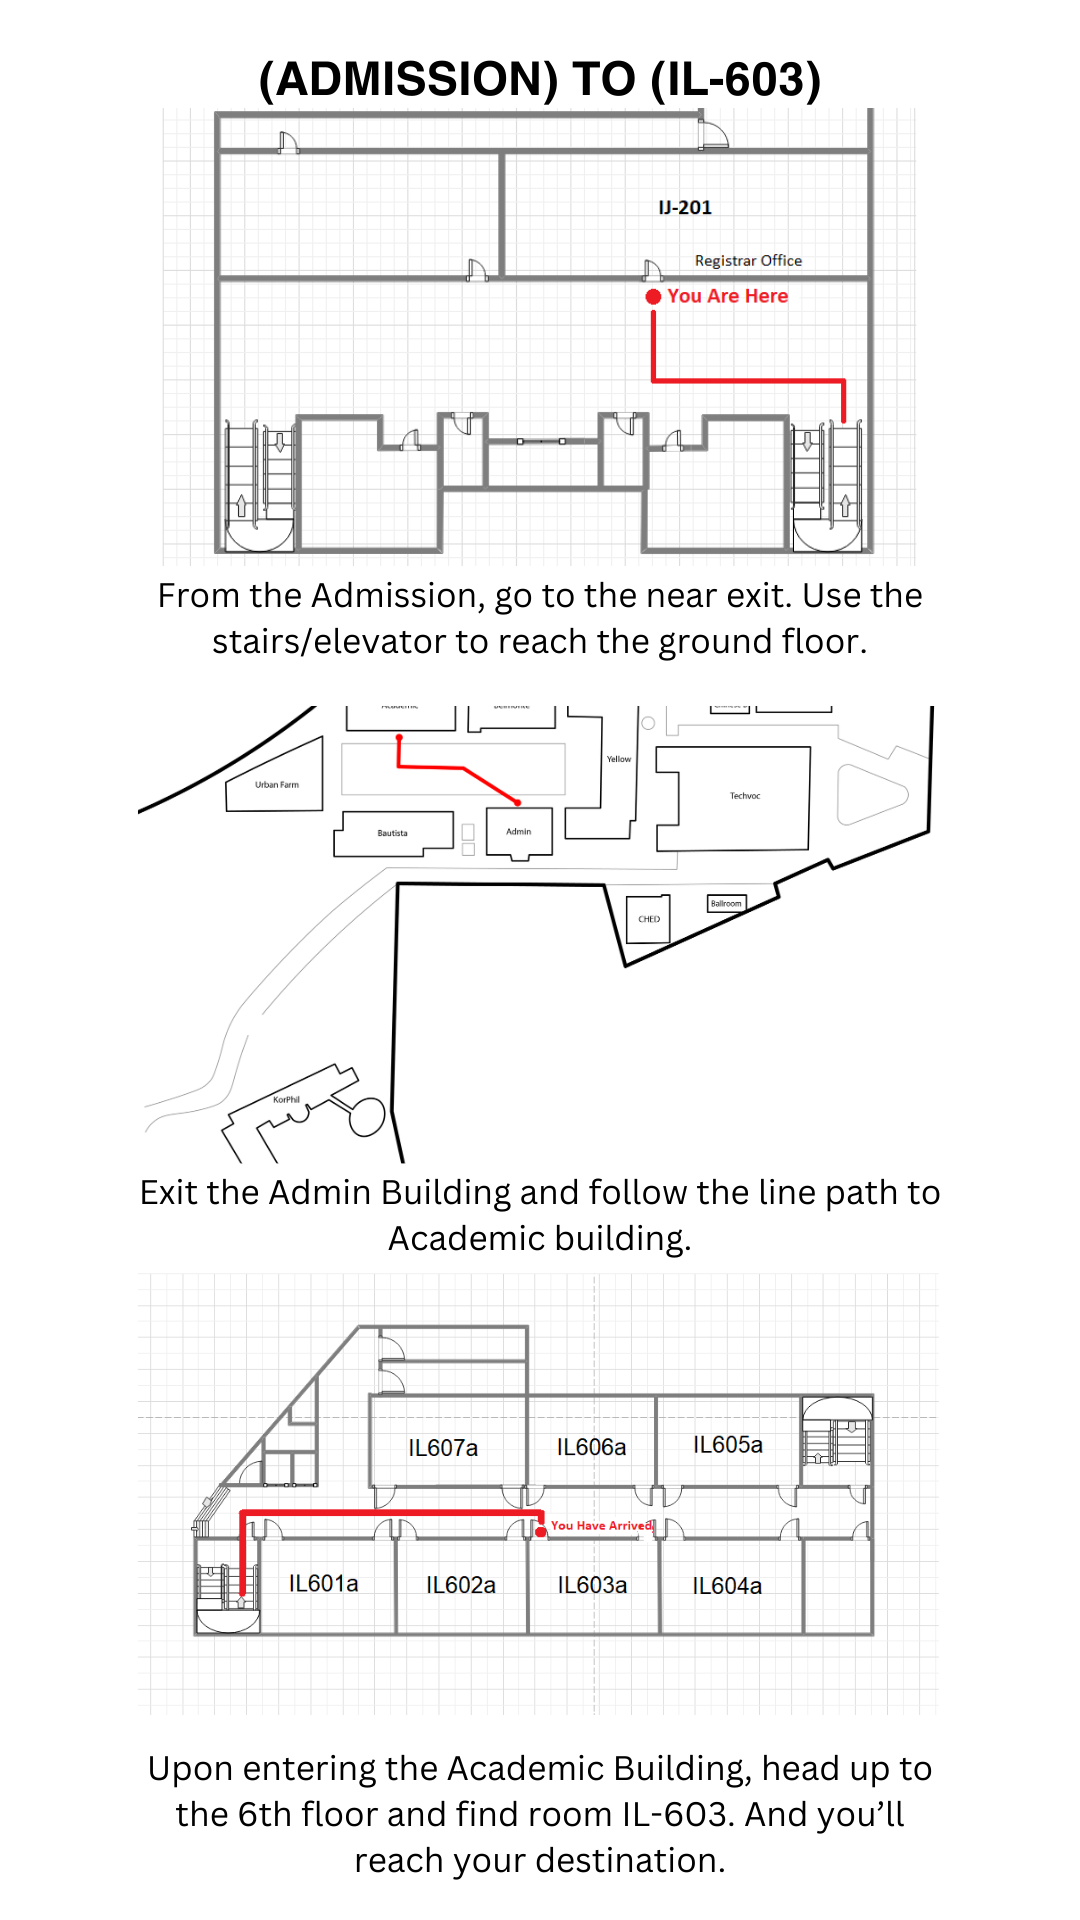 (ADMISSION) TO (IL-603)
IJ-201
Registrar Office
You Are Here
From the Admission, go to the near exit. Use the
stairs/elevator to reach the ground floor.
Academic
Belmonte
Yellow
Urban Farm
Techvoc
Bautista
Admin
CHED
Ballroom
KorPhil
Exit the Admin Building and follow the line path to
Academic building.
IL607a
IL606a
IL605a
You Have Arrived
IL601a
IL602a
IL603a
IL604a
Upon entering the Academic Building, head up to
the 6th floor and find room IL-603. And you’ll
reach your destination.